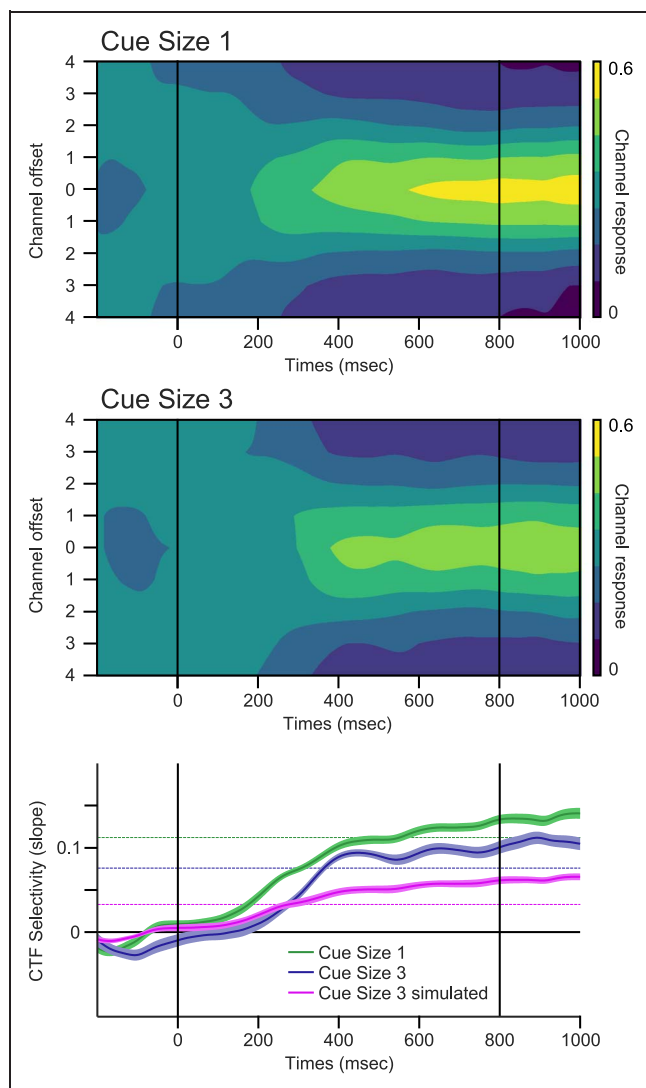 Cue Size 1
4
3
2
1
0
1
2
3
4
Channel offset
0 200 400 600 800 1000
Times (msec)
0.6
0
Channel response
Cue Size 3
4
3
2
1
0
1
2
3
4
Channel offset
0 200 400 600 800 1000
Times (msec)
0.6
0
Channel response
CTF Selectivity (slope)
0.1
0
Cue Size 1
Cue Size 3
Cue Size 3 simulated
0 200 400 600 800 1000
Times (msec)